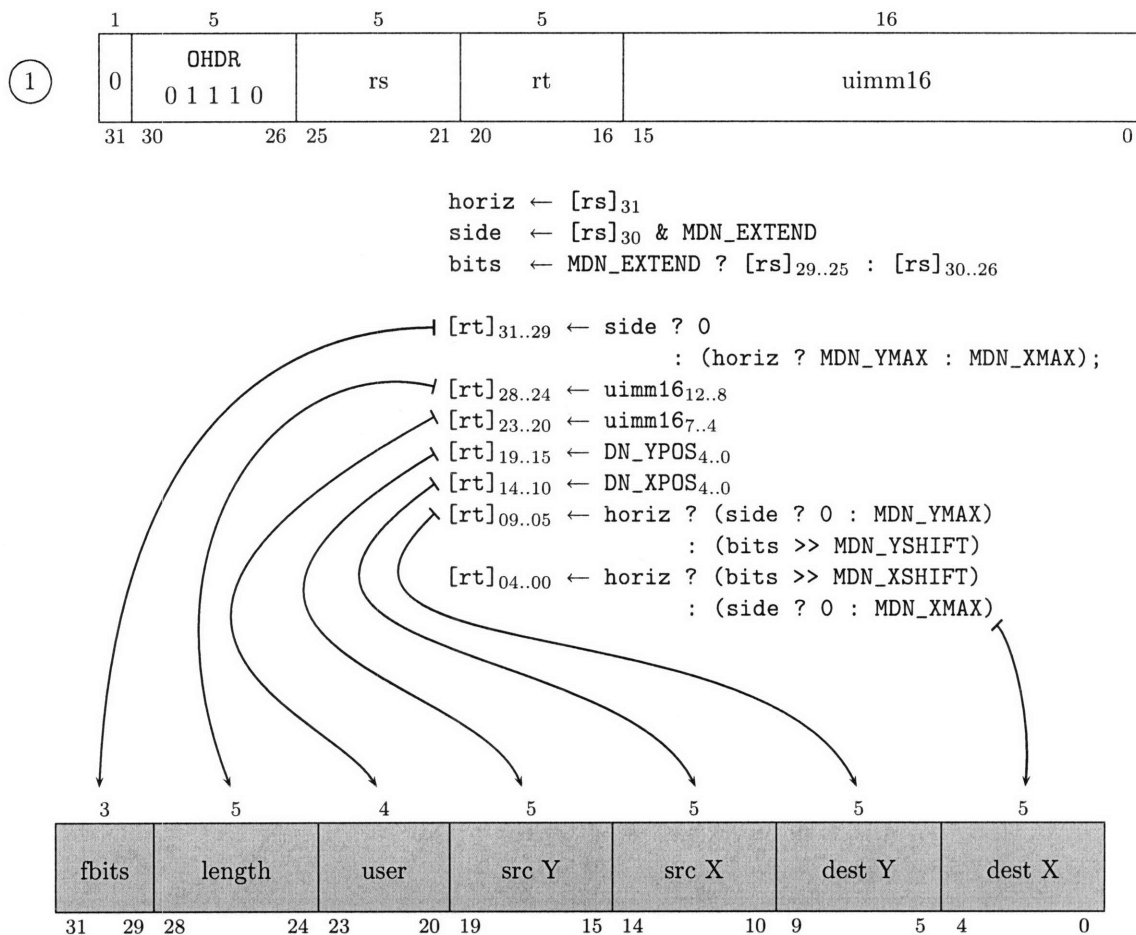 1 5 5 5 16
OHDR
1 0 0 1 1 1 0 rs rt uimm16
31 30 26 25 21 20 16 15 0
horiz ← [rs]31
side ← [rs]30 & MDN_EXTEND
bits ← MDN_EXTEND ? [rs]29..25 : [rs]30..26
[rt]31..29 ← side ? 0
: (horiz ? MDN_YMAX : MDN_XMAX);
[rt]28..24 ← uimm16 12..8
[rt]23..20 ← uimm16 7..4
[rt]19..15 ← DN_YPOS4..0
[rt]14..10 ← DN_XPOS4..0
[rt]09..05 ← horiz ? (side ? 0 : MDN_YMAX)
: (bits >> MDN_YSHIFT)
[rt]04..00 ← horiz ? (bits >> MDN_XSHIFT)
: (side ? 0 : MDN_XMAX)
3 5 4 5 5 5 5
fbits length user src Y src X dest Y dest X
31 29 28 24 23 20 19 15 14 10 9 5 4 0